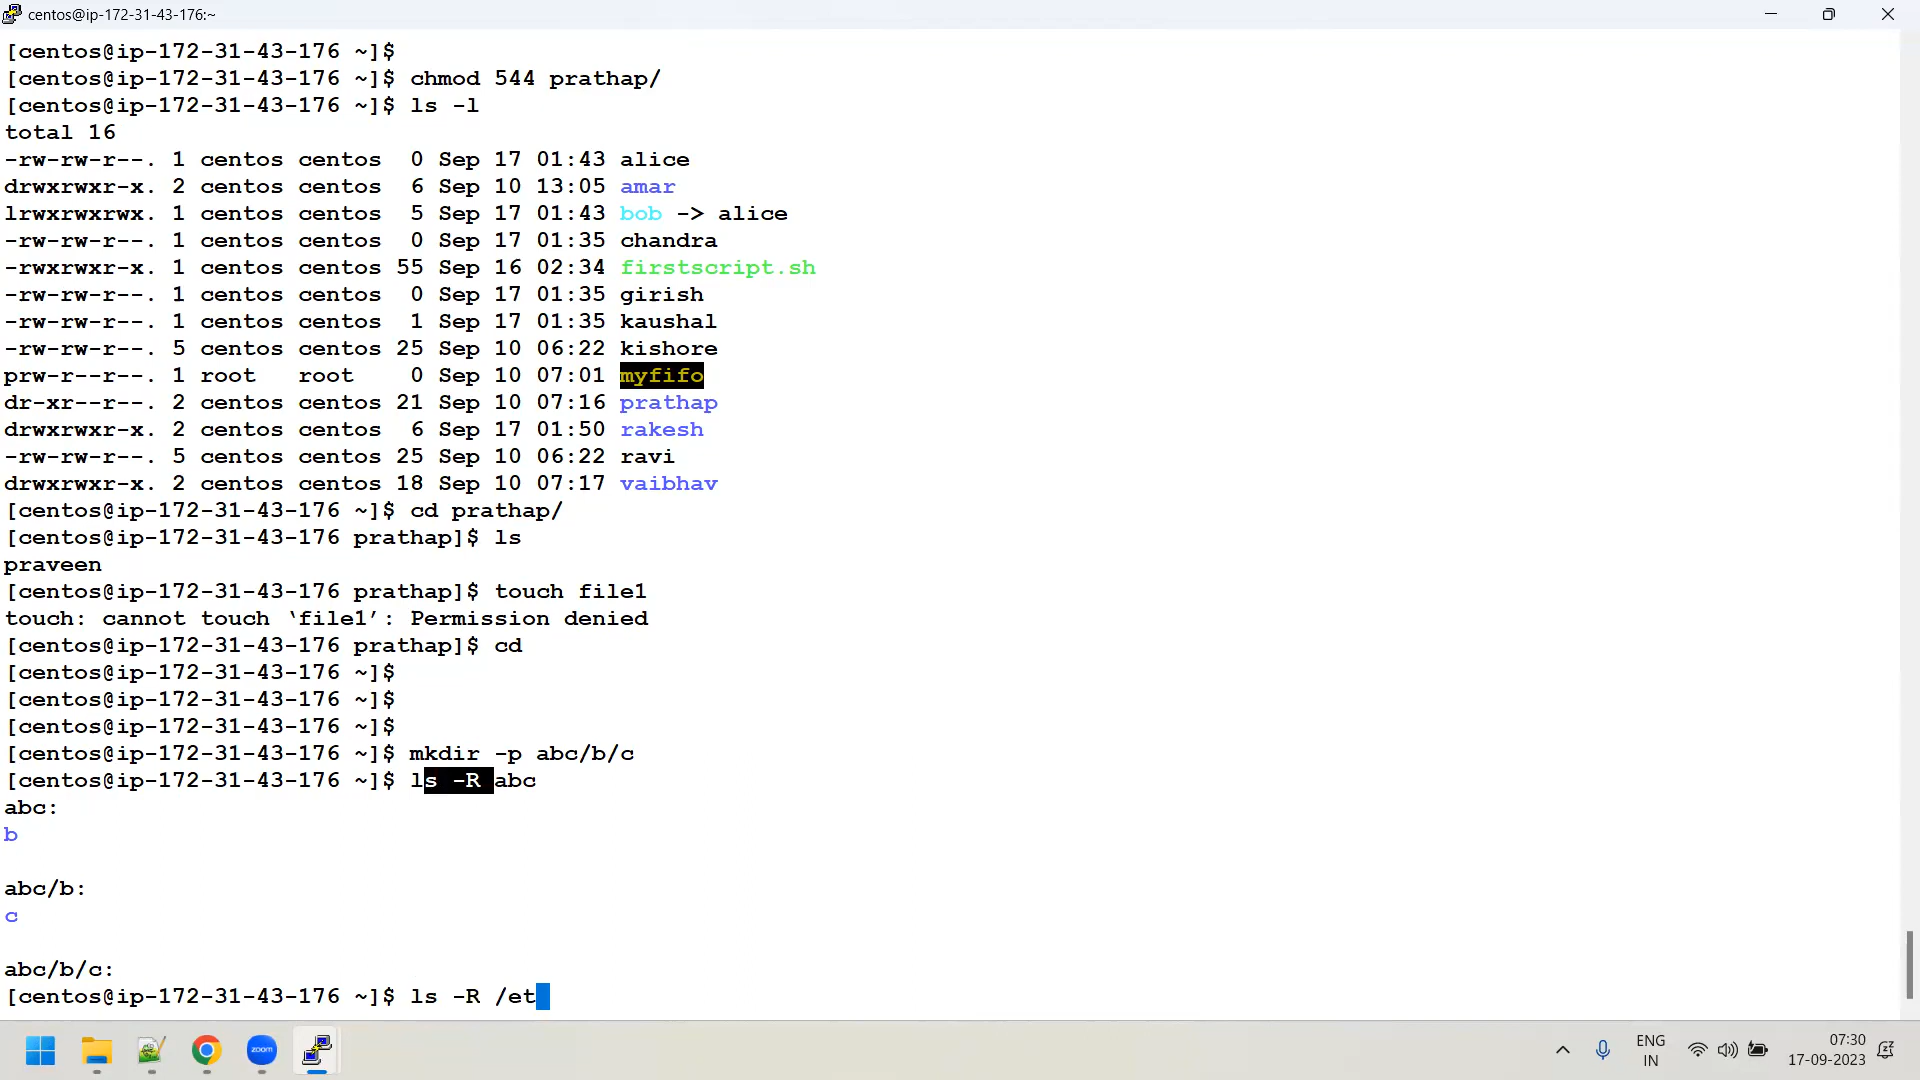 centos@ip-172-31-43-176:~
[centos@ip-172-31-43-176 ~]$
[centos@ip-172-31-43-176 ~]$ chmod 544 prathap/
[centos@ip-172-31-43-176 ~]$ ls -l
total 16
-rw-rw-r--. 1 centos centos  0 Sep 17 01:43 alice
drwxrwxr-x. 2 centos centos  6 Sep 10 13:05 amar
lrwxrwxrwx. 1 centos centos  5 Sep 17 01:43 bob -> alice
-rw-rw-r--. 1 centos centos  0 Sep 17 01:35 chandra
-rwxrwxr-x. 1 centos centos 55 Sep 16 02:34 firstscript.sh
-rw-rw-r--. 1 centos centos  0 Sep 17 01:35 girish
-rw-rw-r--. 1 centos centos  1 Sep 17 01:35 kaushal
-rw-rw-r--. 5 centos centos 25 Sep 10 06:22 kishore
prw-r--r--. 1 root   root    0 Sep 10 07:01 myfifo
dr-xr--r--. 2 centos centos 21 Sep 10 07:16 prathap
drwxrwxr-x. 2 centos centos  6 Sep 17 01:50 rakesh
-rw-rw-r--. 5 centos centos 25 Sep 10 06:22 ravi
drwxrwxr-x. 2 centos centos 18 Sep 10 07:17 vaibhav
[centos@ip-172-31-43-176 ~]$ cd prathap/
[centos@ip-172-31-43-176 prathap]$ ls
praveen
[centos@ip-172-31-43-176 prathap]$ touch file1
touch: cannot touch ‘file1’: Permission denied
[centos@ip-172-31-43-176 prathap]$ cd
[centos@ip-172-31-43-176 ~]$
[centos@ip-172-31-43-176 ~]$
[centos@ip-172-31-43-176 ~]$
[centos@ip-172-31-43-176 ~]$ mkdir -p abc/b/c
[centos@ip-172-31-43-176 ~]$ ls -R abc
abc:
b
abc/b:
c
abc/b/c:
[centos@ip-172-31-43-176 ~]$ ls -R /et
zoom
ENG
IN
07:30
17-09-2023